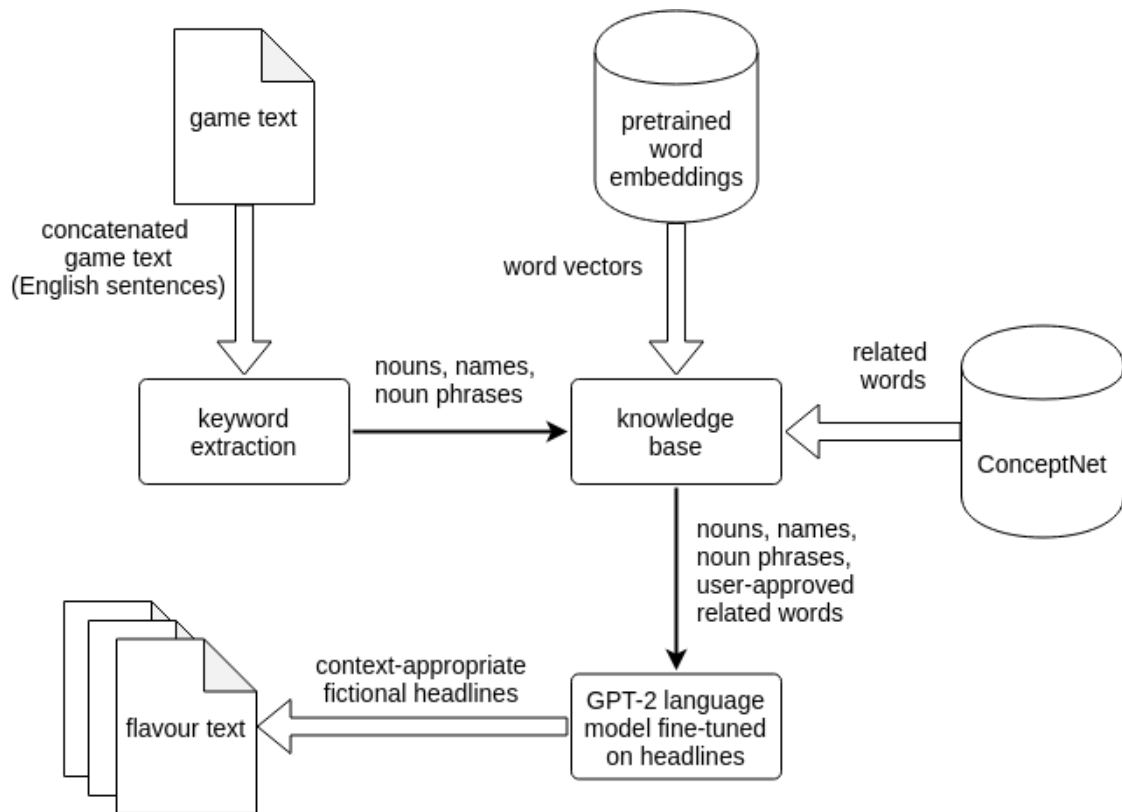 game text
pretrained
word
embeddings
concatenated
game text
(English sentences)
word vectors
related
words
nouns, names,
noun phrases
keyword
extraction
knowledge
base
ConceptNet
nouns, names,
noun phrases,
user-approved
related words
context-appropriate
fictional headlines
flavour text
GPT-2 language
model fine-tuned
on headlines